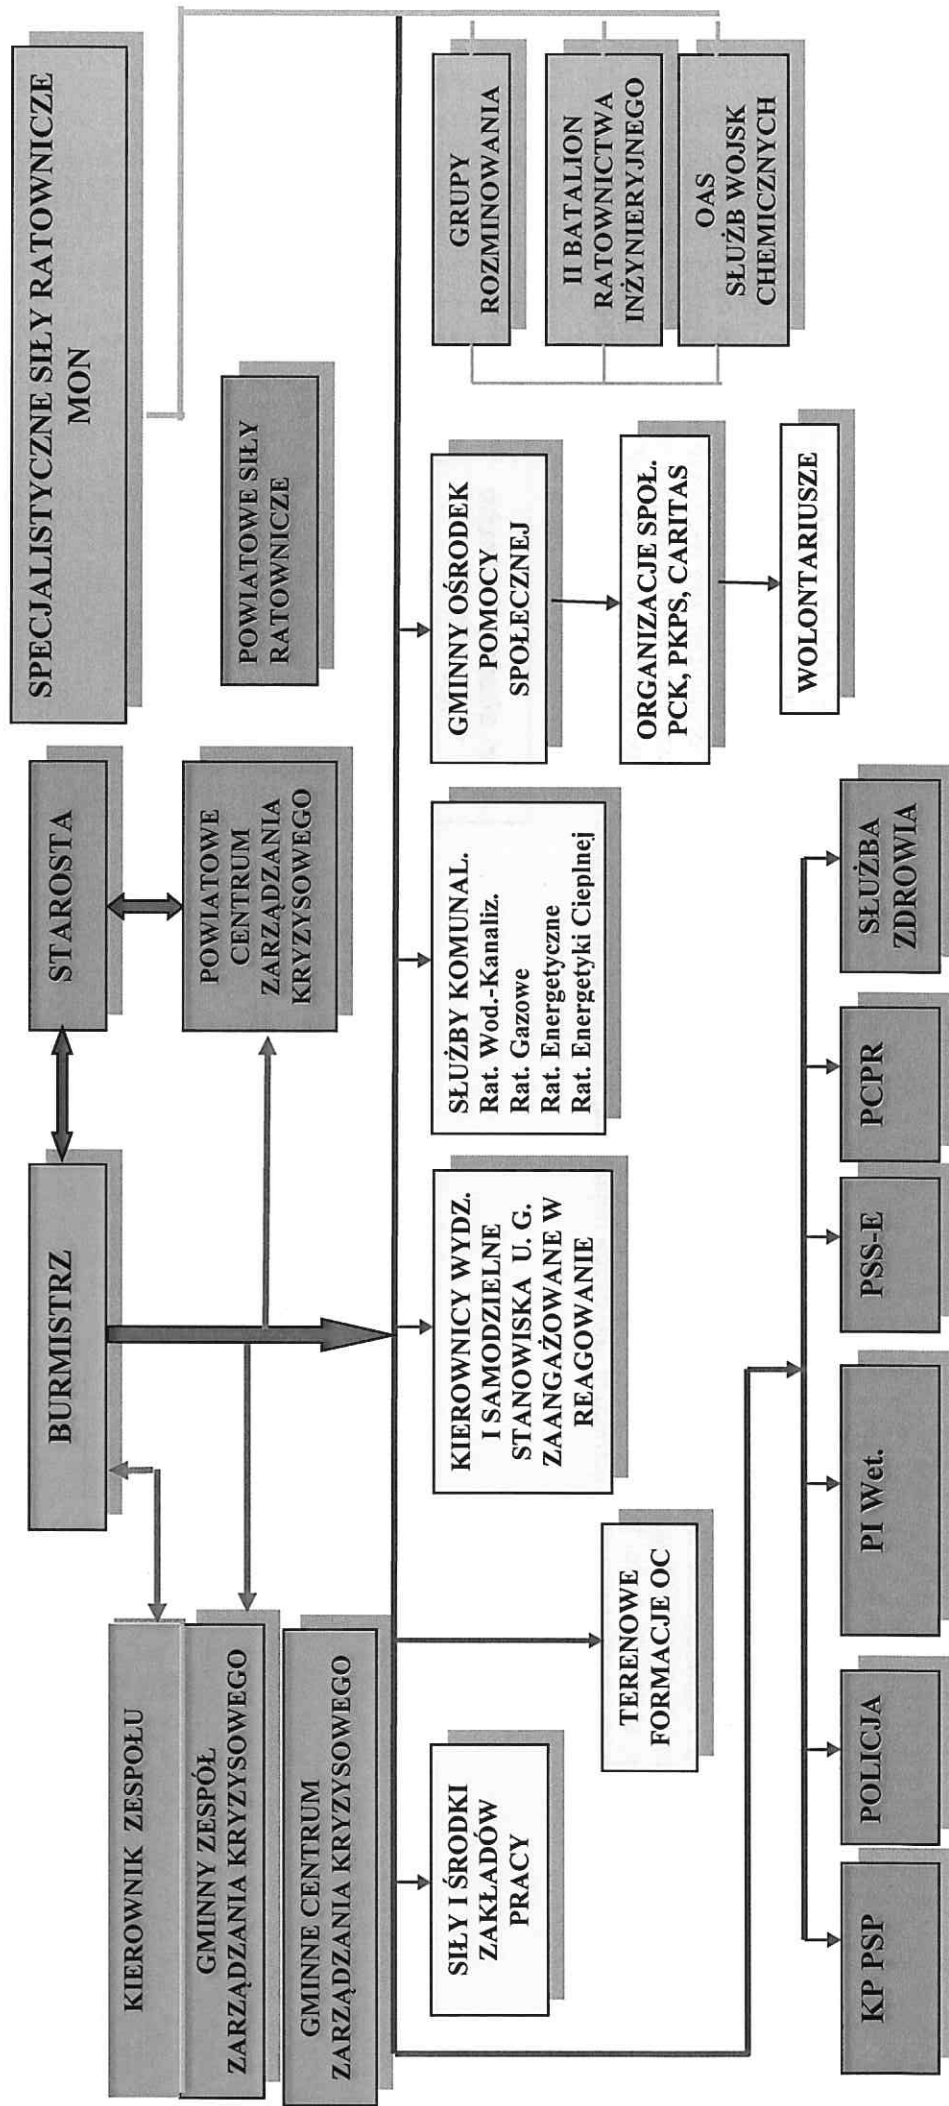 KIEROWNIK ZESPOŁU
GMINNY ZESPÓŁ
ZARZĄDZANIA KRYZYSOWEGO
GMINNE CENTRUM
ZARZĄDZANIA KRYZYSOWEGO
BURMISTRZ
STAROSTA
POWIATOWE
CENTRUM
ZARZĄDZANIA
KRYZYSOWEGO
SPECJALISTYCZNE SIŁY RATOWNICZE
MON
POWIATOWE SIŁY
RATOWNICZE
SIŁY I ŚRODKI
ZAKŁADÓW
PRACY
TERENOWE
FORMACJE OC
KIEROWNICY WYDZ.
I SAMODZIELNE
STANOWISKA U. G.
ZAANGAŻOWANE W
REAGOWANIE
SŁUŻBY KOMUNAL.
Rat. Wod.-Kanaliz.
Rat. Gazowe
Rat. Energetyczne
Rat. Energetyki Cieplnej
GMINNY OŚRODEK
POMOCY
SPOŁECZNEJ
ORGANIZACJE SPOŁ.
PCK, PKPS, CARITAS
WOLONTARIUSZE
GRUPY
ROZMINOWANIA
II BATALION
RATOWNICTWA
INŻYNIERYJNEGO
OAS
SŁUŻB WOJSK
CHEMICZNYCH
KP PSP
POLICJA
PI Wet.
PSS-E
PCPR
SŁUŻBA
ZDROWIA